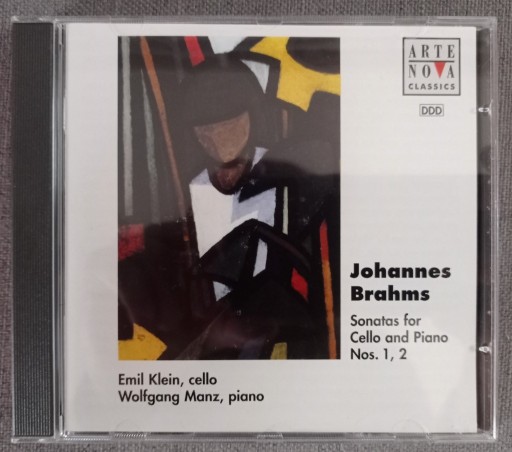 ARTE
NOVA
CLASSICS
DDD
Johannes
Brahms
Sonatas for
Cello and Piano
Nos. 1, 2
Emil Klein, cello
Wolfgang Manz, piano